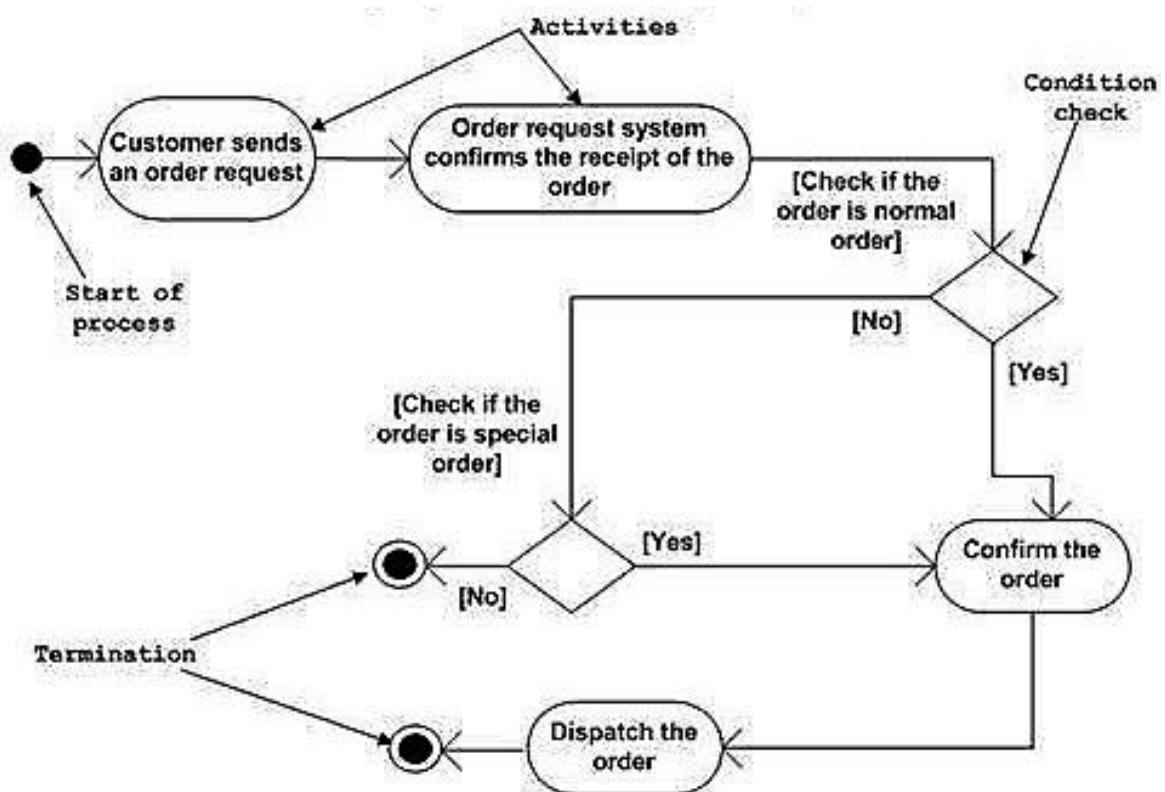 Activities
Condition
check
Customer sends
an order request
Order request system
confirms the receipt of the
order
[Check if the
order is normal
order]
Start of
process
[No]
[Yes]
[Check if the
order is special
order]
[Yes]
[No]
Confirm the
order
Termination
Dispatch the
order